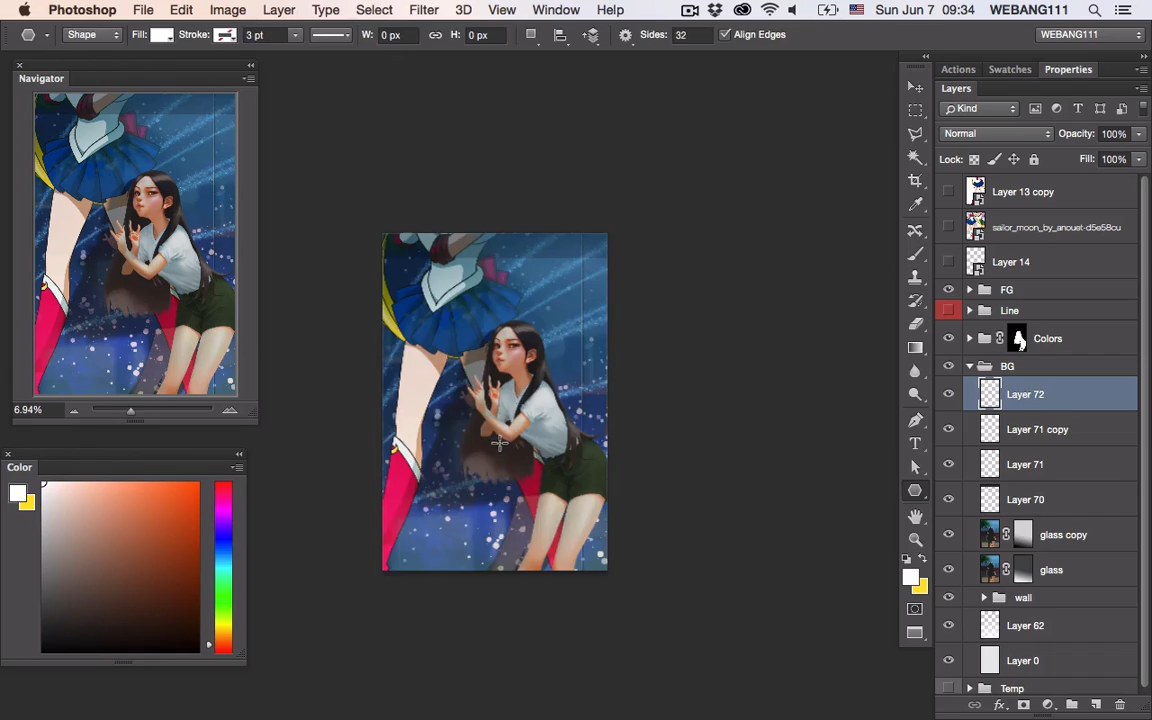 Photoshop File Edit Image Layer Type Select Filter 3D View Window Help Sun Jun 7 09:34 WEBANG111
Shape Fill: Stroke: 3 pt W: 0 px H: 0 px Sides: 32 Align Edges WEBANG111
Navigator
6.94%
Color
Actions Swatches Properties
Layers
Kind
Normal Opacity: 100%
Lock: Fill: 100%
Layer 13 copy
sailor_moon_by_anouet-d5e58cu
Layer 14
FG
Line
Colors
BG
Layer 72
Layer 71 copy
Layer 71
Layer 70
glass copy
glass
wall
Layer 62
Layer 0
Temp
fx